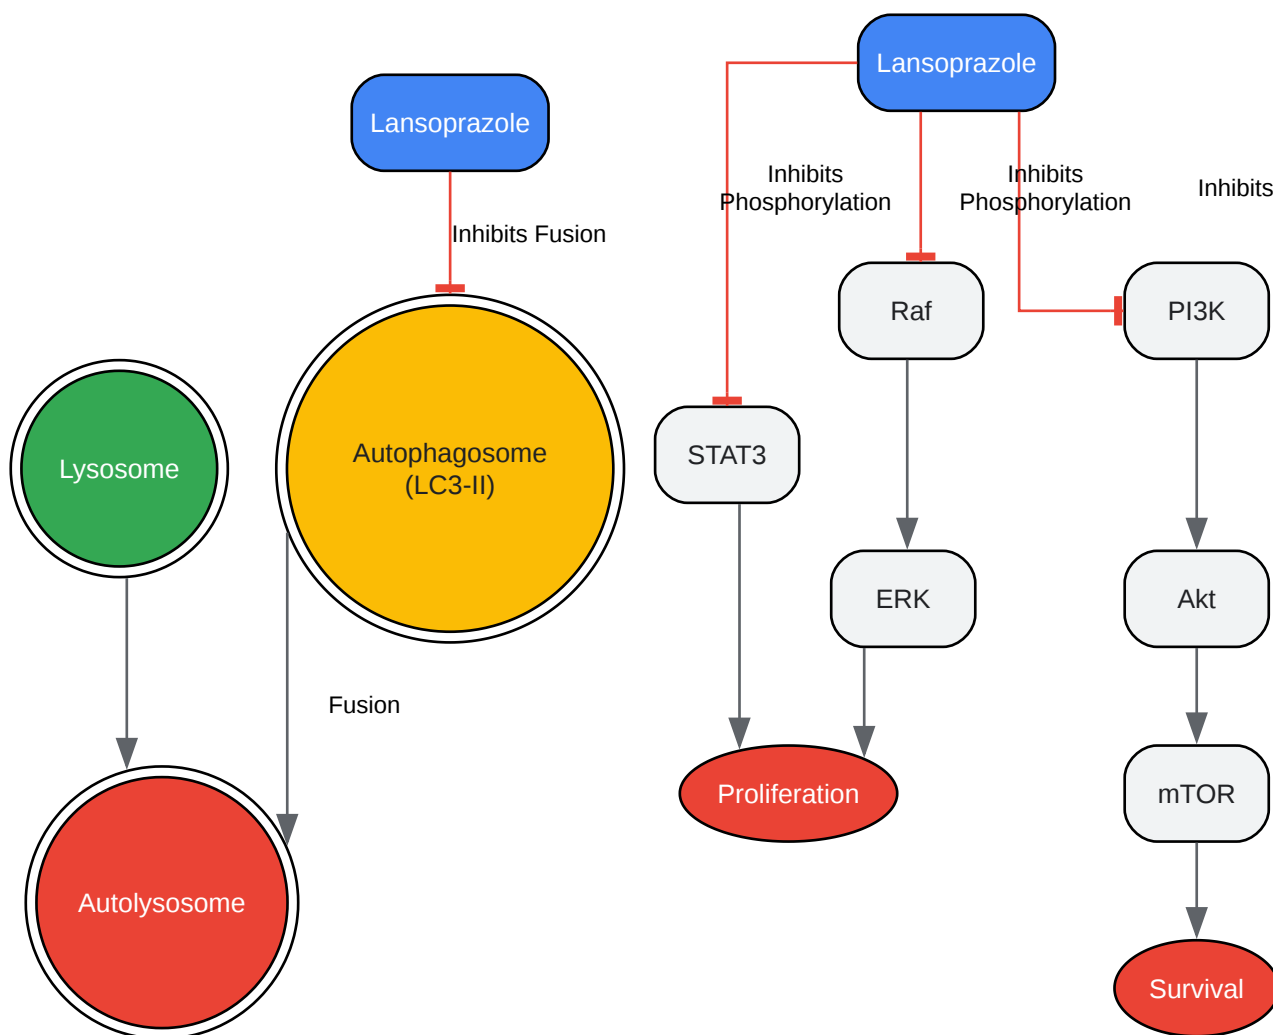 Lansoprazole
Inhibits Fusion
Autophagosome
(LC3-II)
Lysosome
Fusion
Autolysosome
Lansoprazole
Inhibits
Phosphorylation
Inhibits
Phosphorylation
Inhibits
Raf
PI3K
STAT3
ERK
Akt
Proliferation
mTOR
Survival